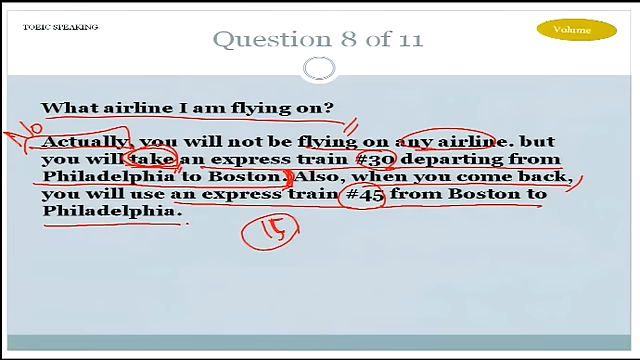 TOEIC SPEAKING
Question 8 of 11
Volume
What airline I am flying on?
Actually, you will not be flying on any airline. but
you will take an express train #30 departing from
Philadelphia to Boston. Also, when you come back,
you will use an express train #45 from Boston to
Philadelphia.
15